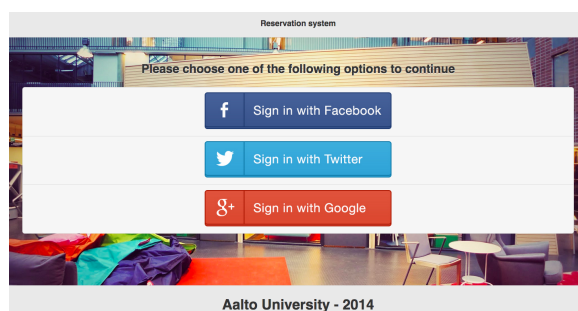 Reservation system
Please choose one of the following options to continue
f Sign in with Facebook
Sign in with Twitter
g+ Sign in with Google
Aalto University - 2014